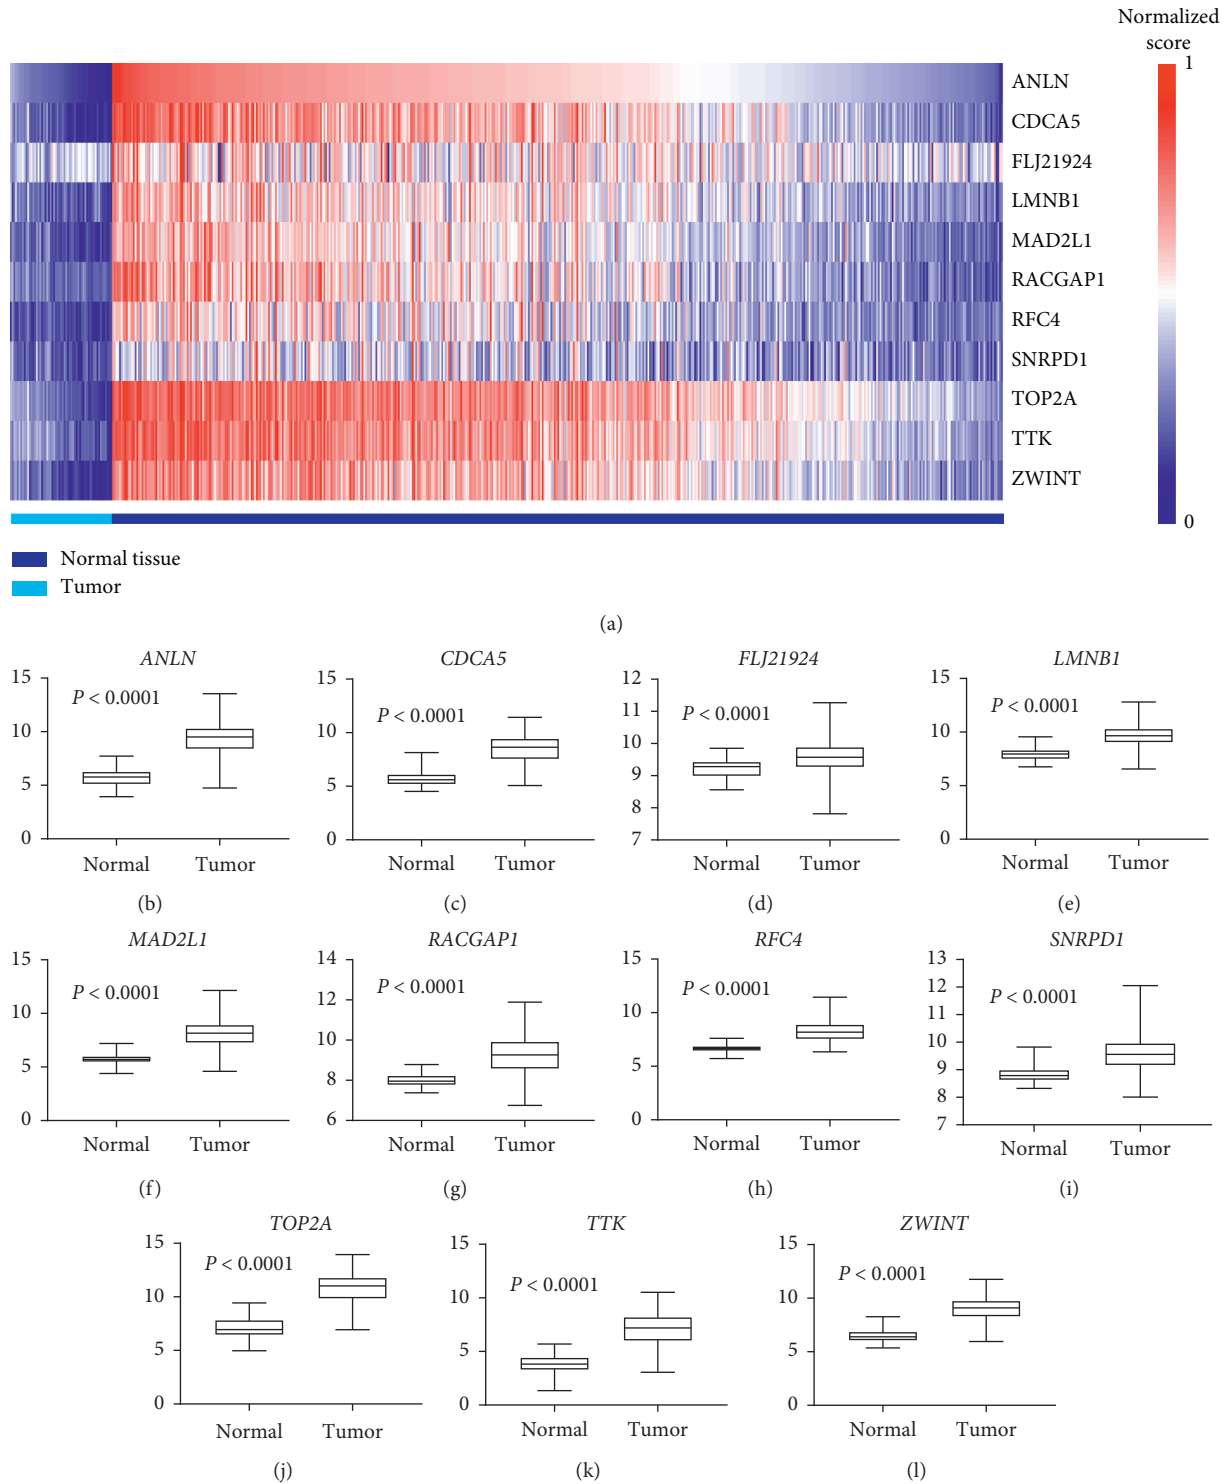 Normalized
score
1
0
ANLN
CDCA5
FLJ21924
LMNB1
MAD2L1
RACGAP1
RFC4
SNRPD1
TOP2A
TTK
ZWINT
Normal tissue
Tumor
(a)
ANLN
P < 0.0001
15
10
5
0
Normal Tumor
(b)
CDCA5
P < 0.0001
15
10
5
0
Normal Tumor
(c)
FLJ21924
P < 0.0001
12
11
10
9
8
7
Normal Tumor
(d)
LMNB1
P < 0.0001
15
10
5
0
Normal Tumor
(e)
MAD2L1
P < 0.0001
15
10
5
0
Normal Tumor
(f)
RACGAP1
P < 0.0001
14
12
10
8
6
Normal Tumor
(g)
RFC4
P < 0.0001
15
10
5
0
Normal Tumor
(h)
SNRPD1
P < 0.0001
13
12
11
10
9
8
7
Normal Tumor
(i)
TOP2A
P < 0.0001
15
10
5
0
Normal Tumor
(j)
TTK
P < 0.0001
15
10
5
0
Normal Tumor
(k)
ZWINT
P < 0.0001
15
10
5
0
Normal Tumor
(l)